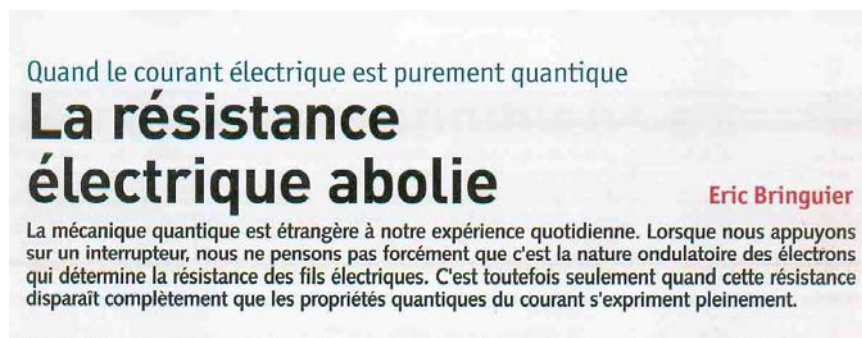 Quand le courant électrique est purement quantique
La résistance
électrique abolie
Eric Bringuier
La mécanique quantique est étrangère à notre expérience quotidienne. Lorsque nous appuyons
sur un interrupteur, nous ne pensons pas forcément que c'est la nature ondulatoire des électrons
qui détermine la résistance des fils électriques. C'est toutefois seulement quand cette résistance
disparaît complètement que les propriétés quantiques du courant s'expriment pleinement.